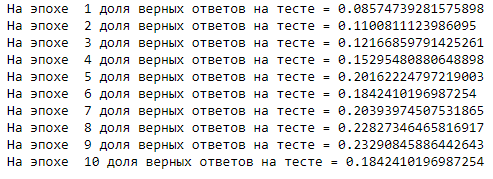 На эпохе  1 доля верных ответов на тесте = 0.08574739281575898
На эпохе  2 доля верных ответов на тесте = 0.1100811123986095
На эпохе  3 доля верных ответов на тесте = 0.12166859791425261
На эпохе  4 доля верных ответов на тесте = 0.15295480880648898
На эпохе  5 доля верных ответов на тесте = 0.20162224797219003
На эпохе  6 доля верных ответов на тесте = 0.1842410196987254
На эпохе  7 доля верных ответов на тесте = 0.20393974507531865
На эпохе  8 доля верных ответов на тесте = 0.22827346465816917
На эпохе  9 доля верных ответов на тесте = 0.23290845886442643
На эпохе  10 доля верных ответов на тесте = 0.1842410196987254